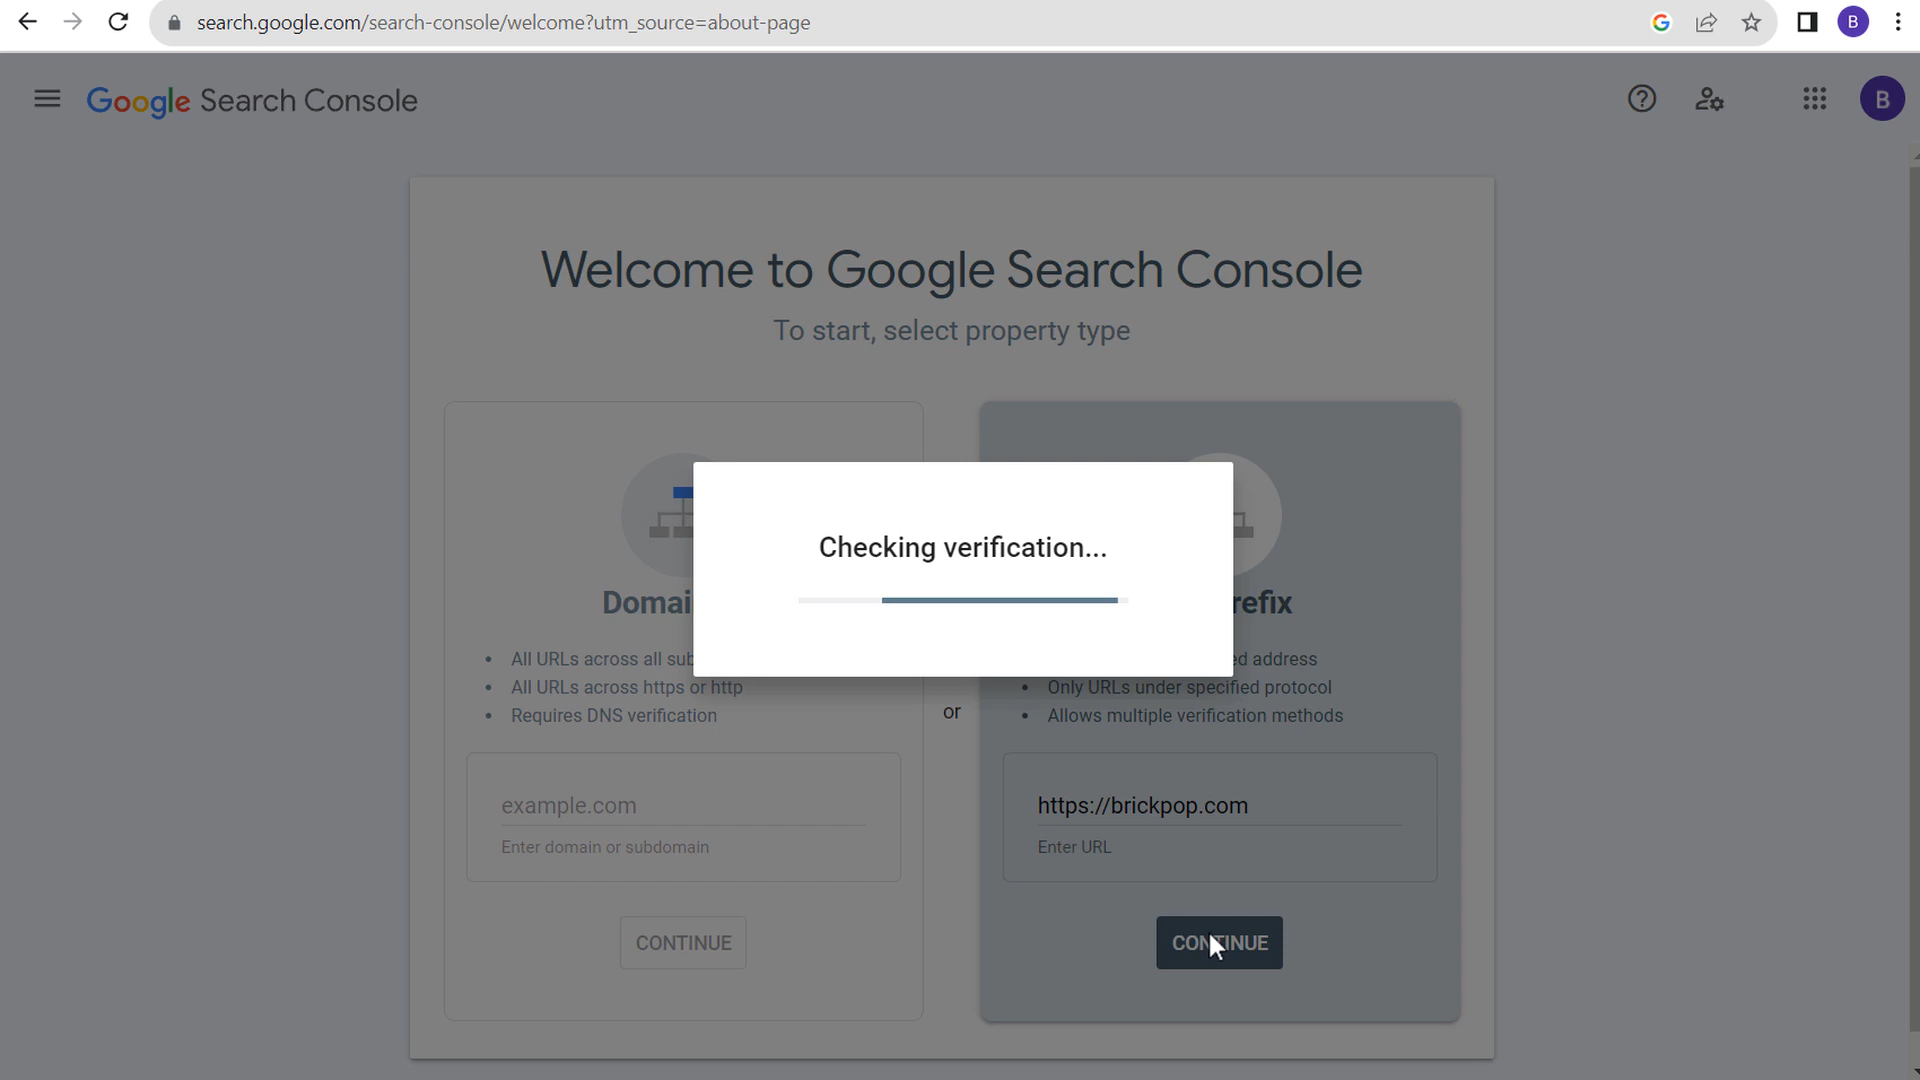 search.google.com/search-console/welcome?utm_source=about-page
G
B
Google Search Console
B
Welcome to Google Search Console
To start, select property type
Checking verification...
Domai
refix
All URLs across all sub
ed address
All URLs across https or http
Only URLs under specified protocol
Requires DNS verification
or
Allows multiple verification methods
example.com
https://brickpop.com
Enter domain or subdomain
Enter URL
CONTINUE
CONTINUE